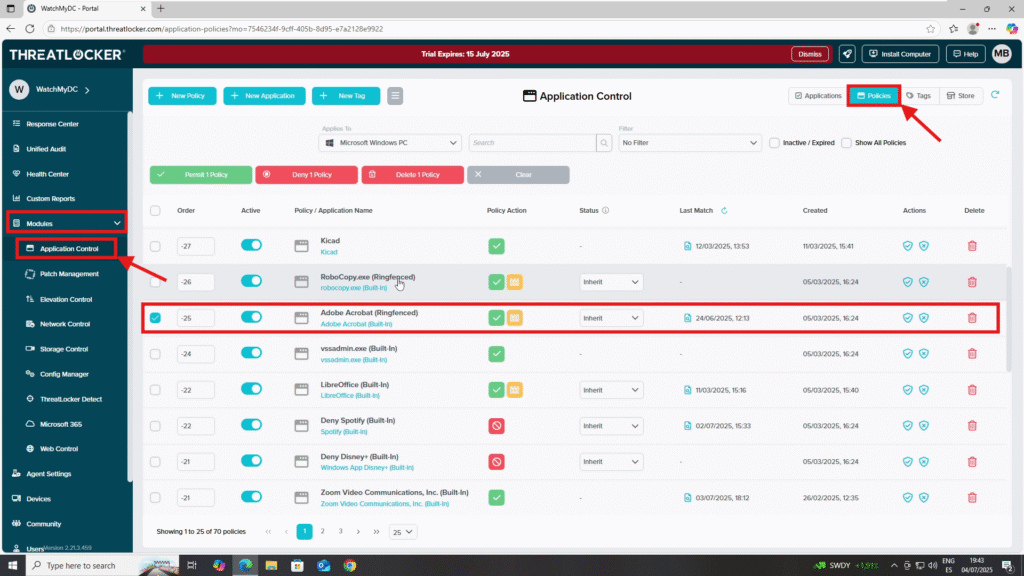 WatchMyDC - Portal
https://portal.threatlocker.com/application-policies?mo=7546234f-9cff-405b-8d95-e7a2128e9922
THREATLOCKER
Trial Expires: 15 July 2025
Dismiss
Install Computer
Help
MB
W
WatchMyDC
New Policy
New Application
New Tag
Application Control
Applications
Policies
Tags
Store
Response Center
Unified Audit
Health Center
Custom Reports
Modules
Application Control
Patch Management
Elevation Control
Network Control
Storage Control
Config Manager
ThreatLocker Detect
Microsoft 365
Web Control
Agent Settings
Devices
Community
Users
Version 2.21.3.459
Applies To
Microsoft Windows PC
Search
Filter
No Filter
Inactive / Expired
Show All Policies
Permit 1 Policy
Deny 1 Policy
Delete 1 Policy
Clear
Order Active Policy / Application Name Policy Action Status Last Match Created Actions Delete
-27 Kicad - 12/03/2025, 13:53 11/03/2025, 15:41
Kicad
-26 RoboCopy.exe (Ringfenced) Inherit - 05/03/2024, 16:24
robocopy.exe (Built-In)
-25 Adobe Acrobat (Ringfenced) Inherit 24/06/2025, 12:13 05/03/2024, 16:24
Adobe Acrobat (Built-In)
-24 vssadmin.exe (Built-In) - - 05/03/2024, 16:24
vssadmin.exe (Built-In)
-22 LibreOffice (Built-In) Inherit 11/03/2025, 15:16 05/03/2025, 15:40
LibreOffice (Built-In)
-22 Deny Spotify (Built-In) Inherit 02/07/2025, 15:33 05/03/2024, 16:24
Spotify (Built-In)
-21 Deny Disney+ (Built-In) Inherit - 05/03/2024, 16:24
Windows App Disney+ (Built-In)
-21 Zoom Video Communications, Inc. (Built-In) - 03/07/2025, 18:12 26/02/2025, 12:35
Zoom Video Communications, Inc. (Built-In)
Showing 1 to 25 of 70 policies
1 2 3
25
Type here to search
SWDY +1,91%
ENG
ES
19:43
04/07/2025